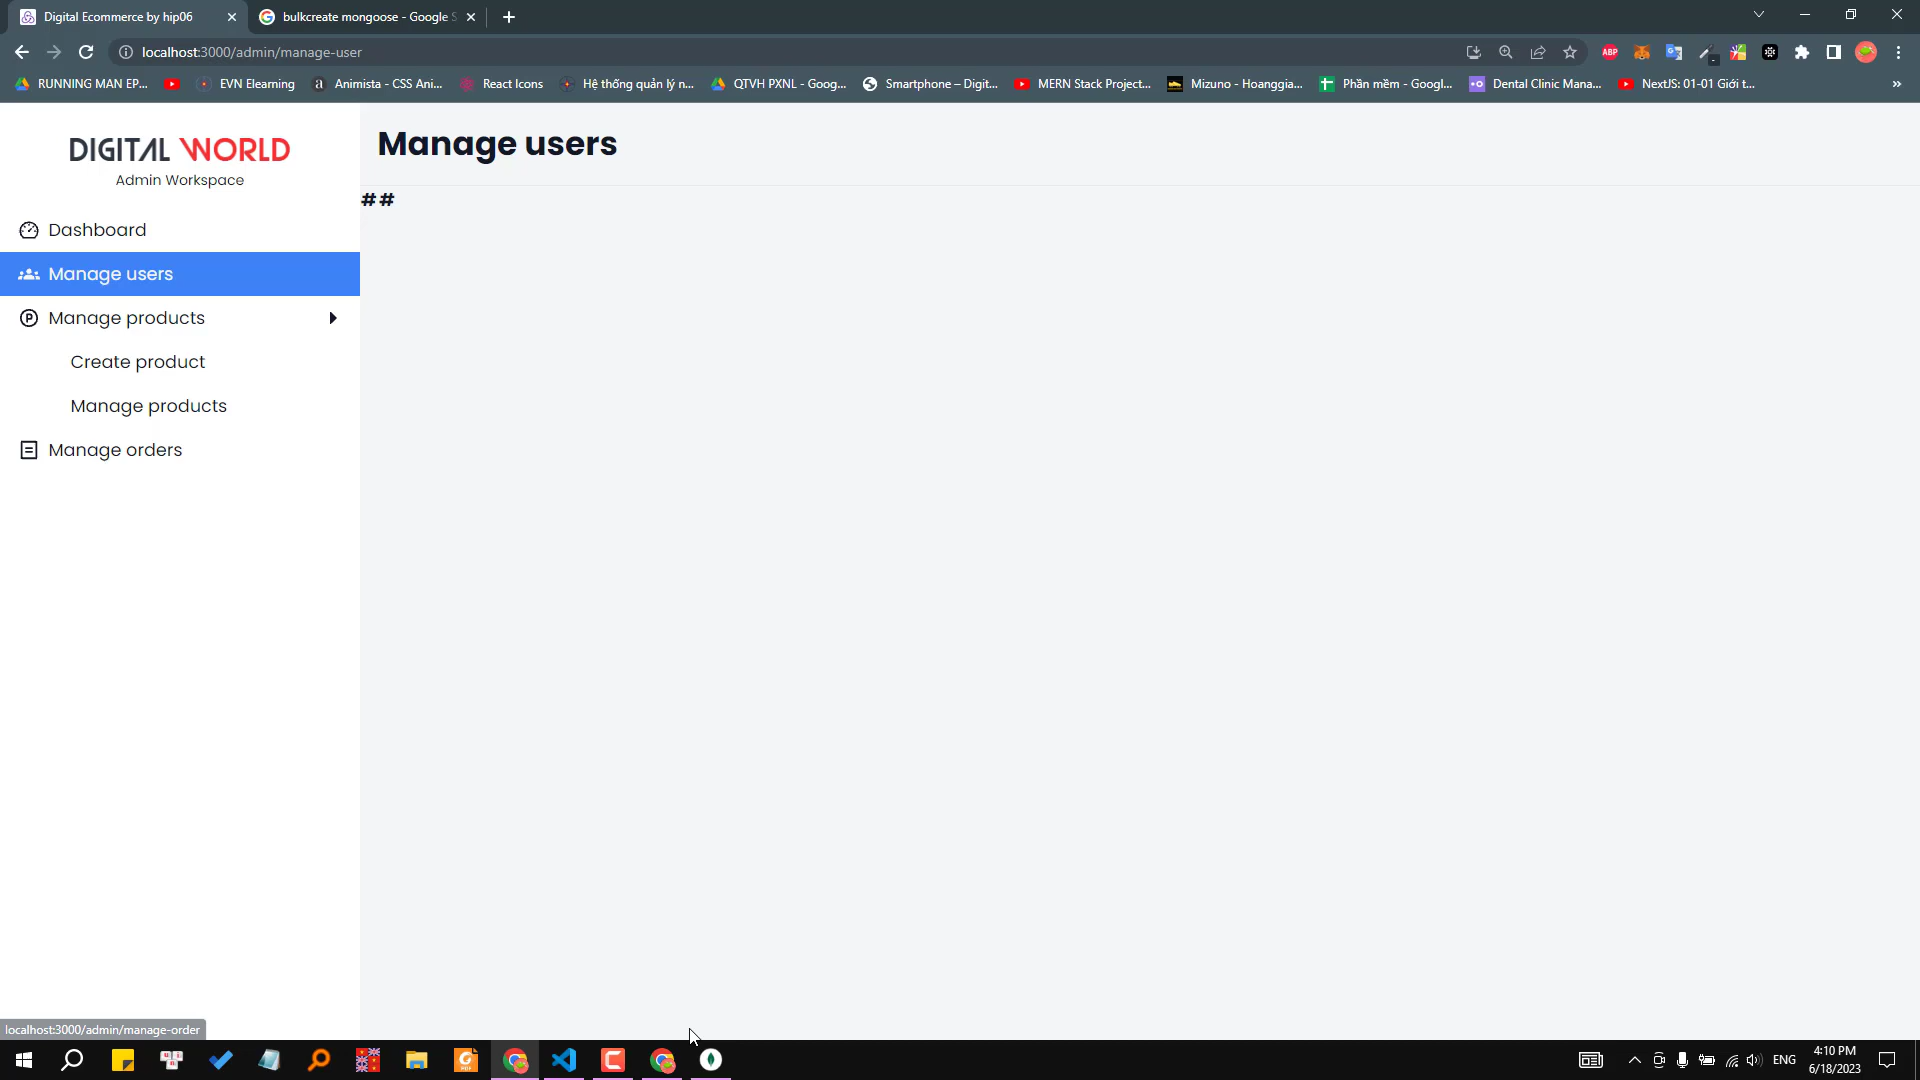 Digital Ecommerce by hip06
bulkcreate mongoose - Google S
localhost:3000/admin/manage-user
RUNNING MAN EP...
EVN Elearning
Animista - CSS Ani...
React Icons
Hệ thống quản lý n...
QTVH PXNL - Goog...
Smartphone – Digit...
MERN Stack Project...
Mizuno - Hoanggia...
Phần mềm - Googl...
Dental Clinic Mana...
NextJS: 01-01 Giới t...
ABP
DIGITAL WORLD
Admin Workspace
Dashboard
Manage users
Manage products
Create product
Manage products
Manage orders
Manage users
##
localhost:3000/admin/manage-order
ENG
4:10 PM
6/18/2023